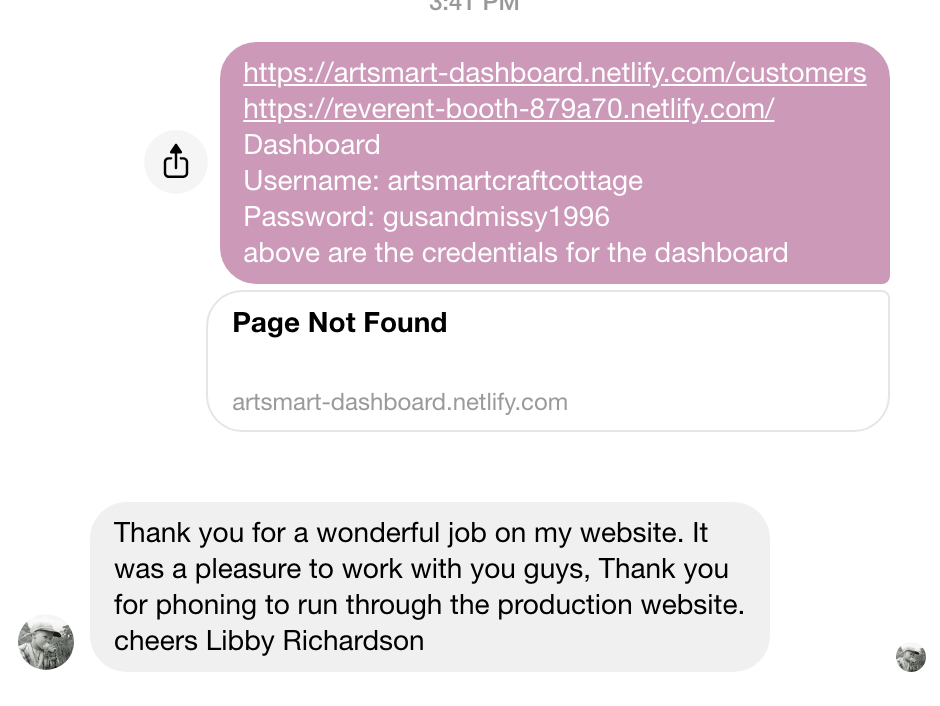 3:41 PM
https://artsmart-dashboard.netlify.com/customers
https://reverent-booth-879a70.netlify.com/
Dashboard
Username: artsmartcraftcottage
Password: gusandmissy1996
above are the credentials for the dashboard
Page Not Found
artsmart-dashboard.netlify.com
Thank you for a wonderful job on my website. It
was a pleasure to work with you guys, Thank you
for phoning to run through the production website.
cheers Libby Richardson